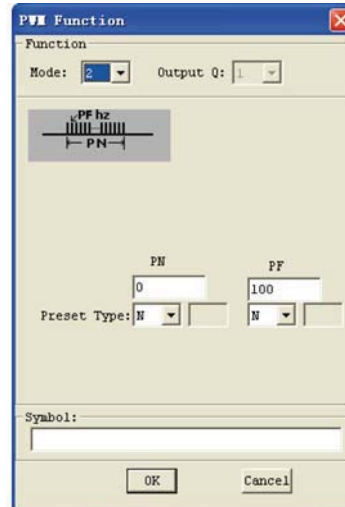 PWM Function
Function
Mode: 2 Output Q: 1
PF hz
PN
PN PF
0 100
Preset Type: N N
Symbol:
OK Cancel